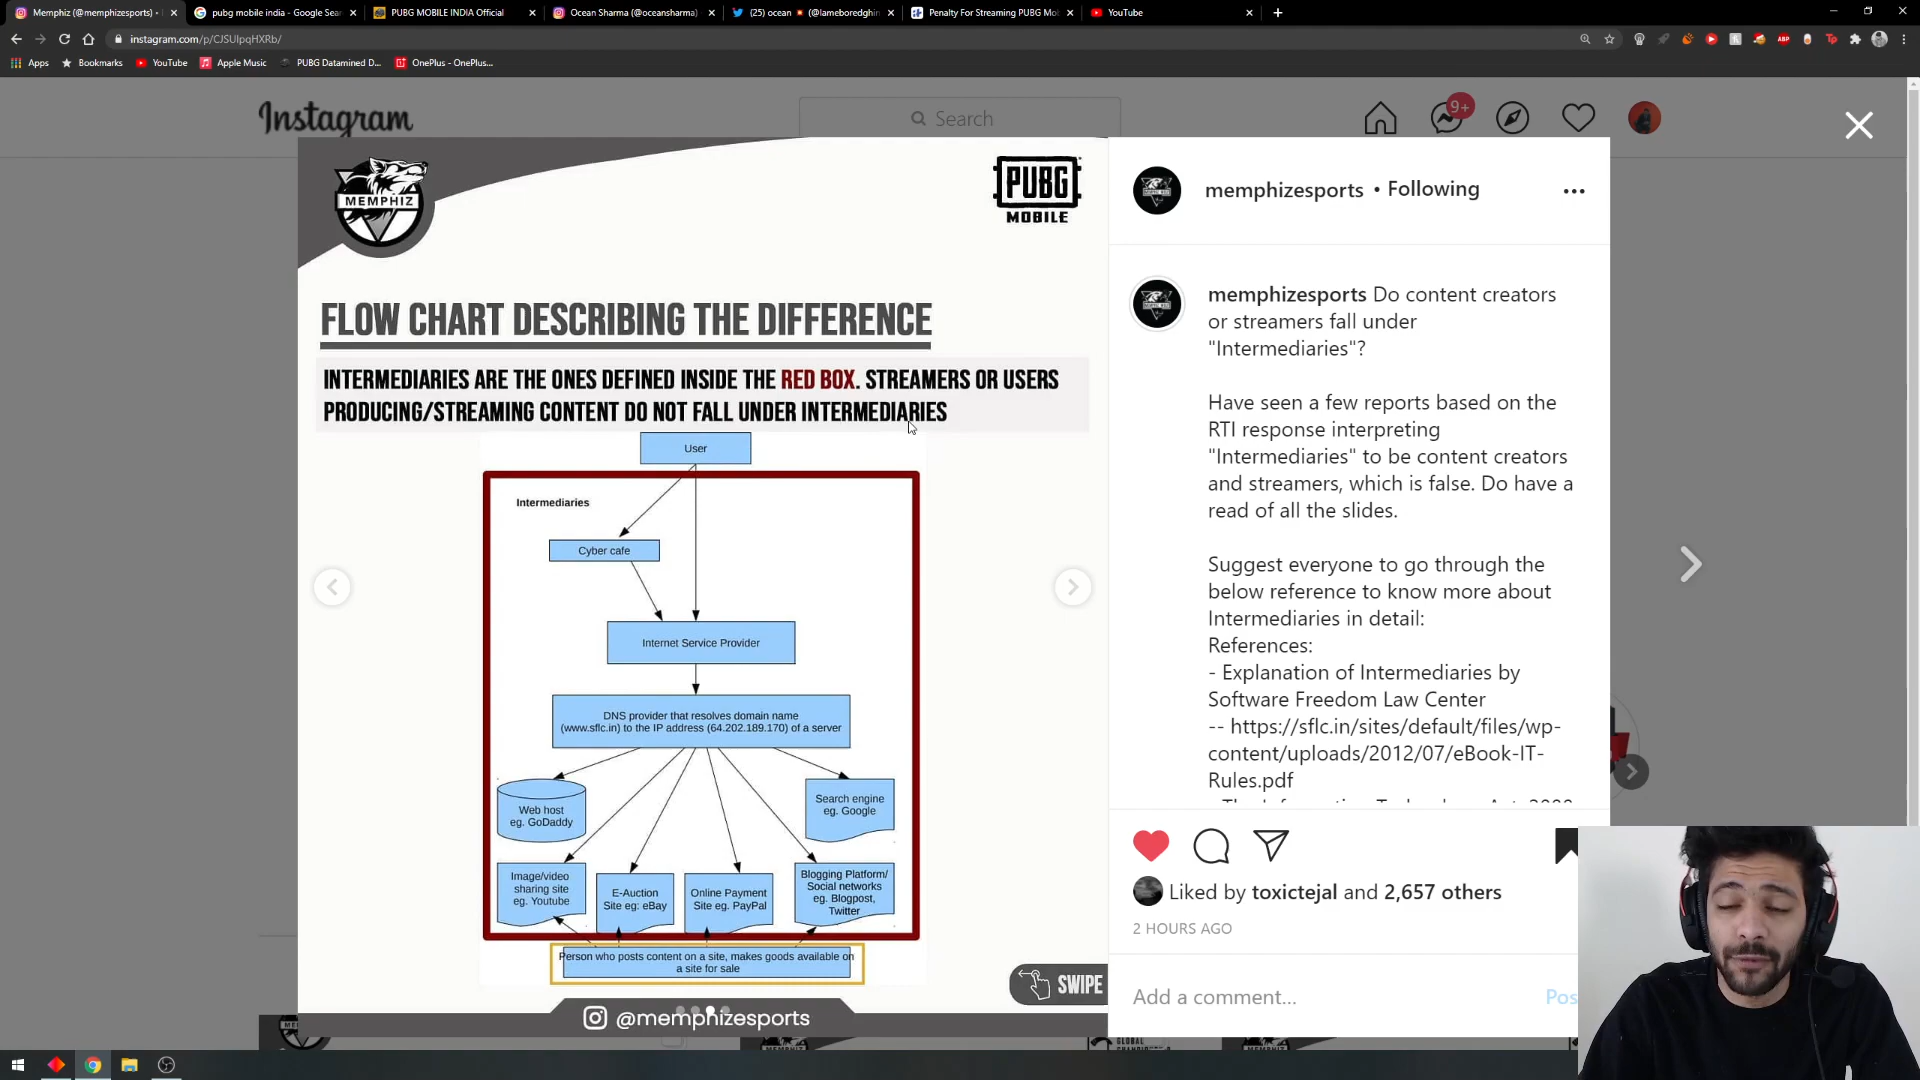 Memphiz (@memphizesports) •
pubg mobile india - Google Sear
PUBG MOBILE INDIA Official
Ocean Sharma (@oceansharma)
(25) ocean
(@lameboredghin
Penalty For Streaming PUBG Mo
YouTube
instagram.com/p/CJSUlpqHXRb/
Apps
Bookmarks
YouTube
Apple Music
PUBG Datamined D...
OnePlus - OnePlus...
ABP
Instagram
Search
9+
MEMPHIZ
PUBG
MOBILE
FLOW CHART DESCRIBING THE DIFFERENCE
INTERMEDIARIES ARE THE ONES DEFINED INSIDE THE RED BOX. STREAMERS OR USERS
PRODUCING/STREAMING CONTENT DO NOT FALL UNDER INTERMEDIARIES
User
Intermediaries
Cyber cafe
Internet Service Provider
DNS provider that resolves domain name
(www.sflc.in) to the IP address (64.202.189.170) of a server
Web host
eg. GoDaddy
Search engine
eg. Google
Image/video
sharing site
eg. Youtube
E-Auction
Site eg: eBay
Online Payment
Site eg. PayPal
Blogging Platform/
Social networks
eg. Blogpost,
Twitter
Person who posts content on a site, makes goods available on
a site for sale
SWIPE
@memphizesports
memphizesports • Following
memphizesports Do content creators
or streamers fall under
"Intermediaries"?
Have seen a few reports based on the
RTI response interpreting
"Intermediaries" to be content creators
and streamers, which is false. Do have a
read of all the slides.
Suggest everyone to go through the
below reference to know more about
Intermediaries in detail:
References:
- Explanation of Intermediaries by
Software Freedom Law Center
-- https://sflc.in/sites/default/files/wp-
content/uploads/2012/07/eBook-IT-
Rules.pdf
Liked by toxictejal and 2,657 others
2 HOURS AGO
Add a comment...
Pos